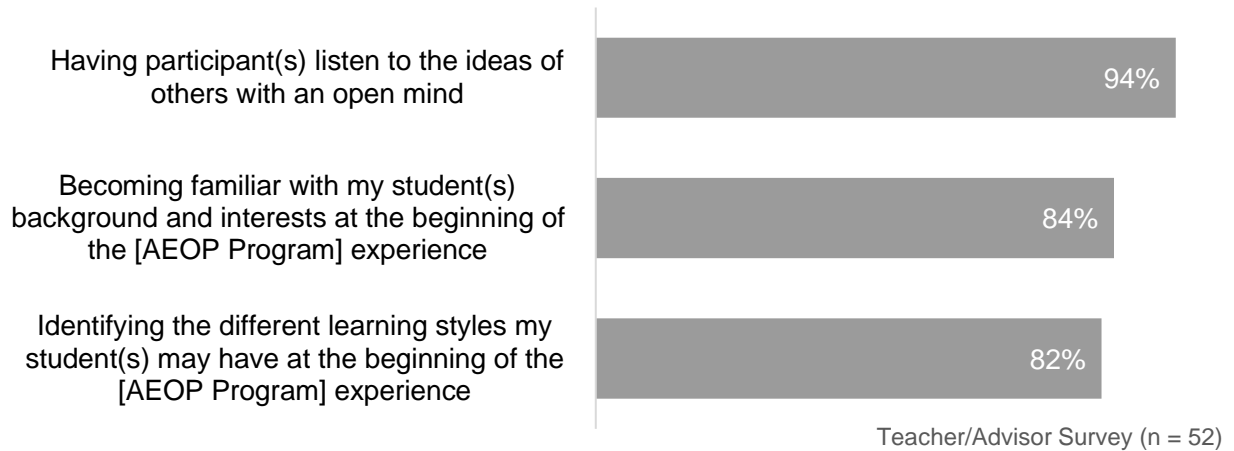 Having participant(s) listen to the ideas of
others with an open mind
94%
Becoming familiar with my student(s)
background and interests at the beginning of
the [AEOP Program] experience
84%
Identifying the different learning styles my
student(s) may have at the beginning of the
[AEOP Program] experience
82%
Teacher/Advisor Survey (n = 52)